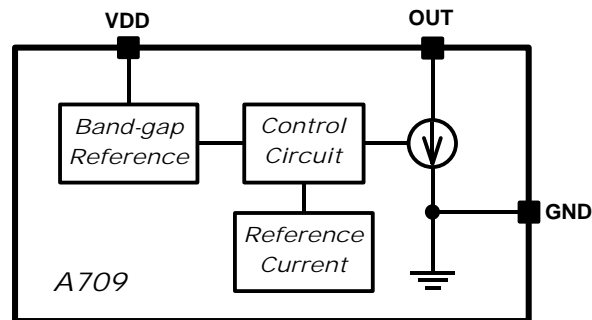 VDD
OUT
Band-gap
Reference
Control
Circuit
GND
Reference
Current
A709